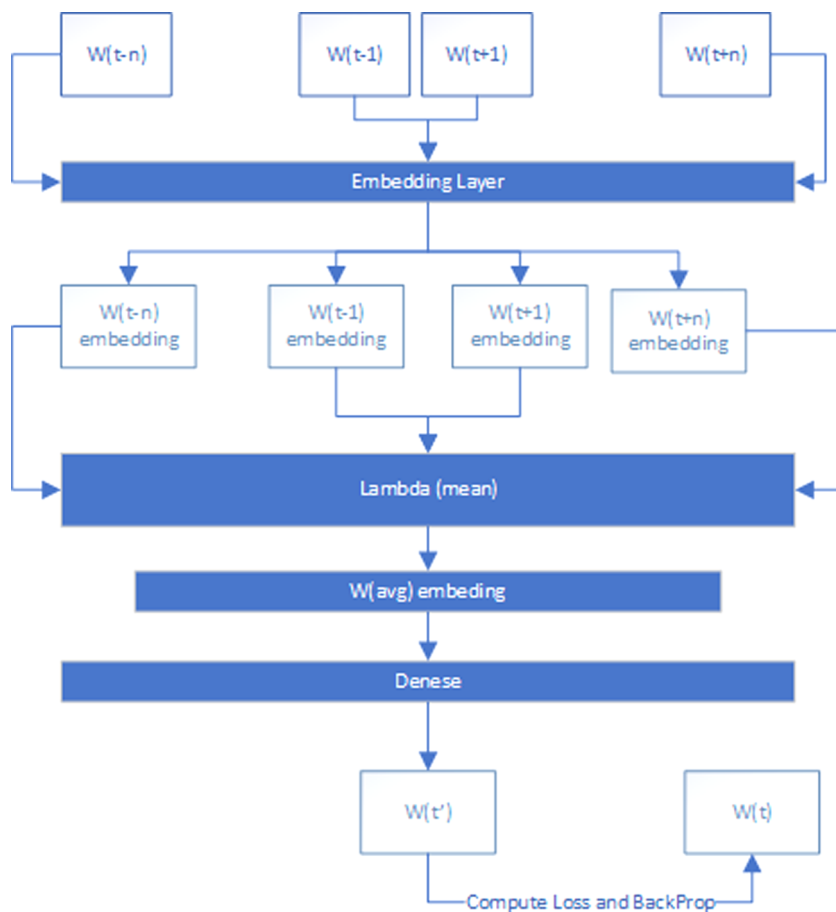 W(t-n)
W(t-1)
W(t+1)
W(t+n)
Embedding Layer
W(t-n)
embedding
W(t-1)
embedding
W(t+1)
embedding
W(t+n)
embedding
Lambda (mean)
W(avg) embeding
Denese
W(t')
W(t)
Compute Loss and BackProp